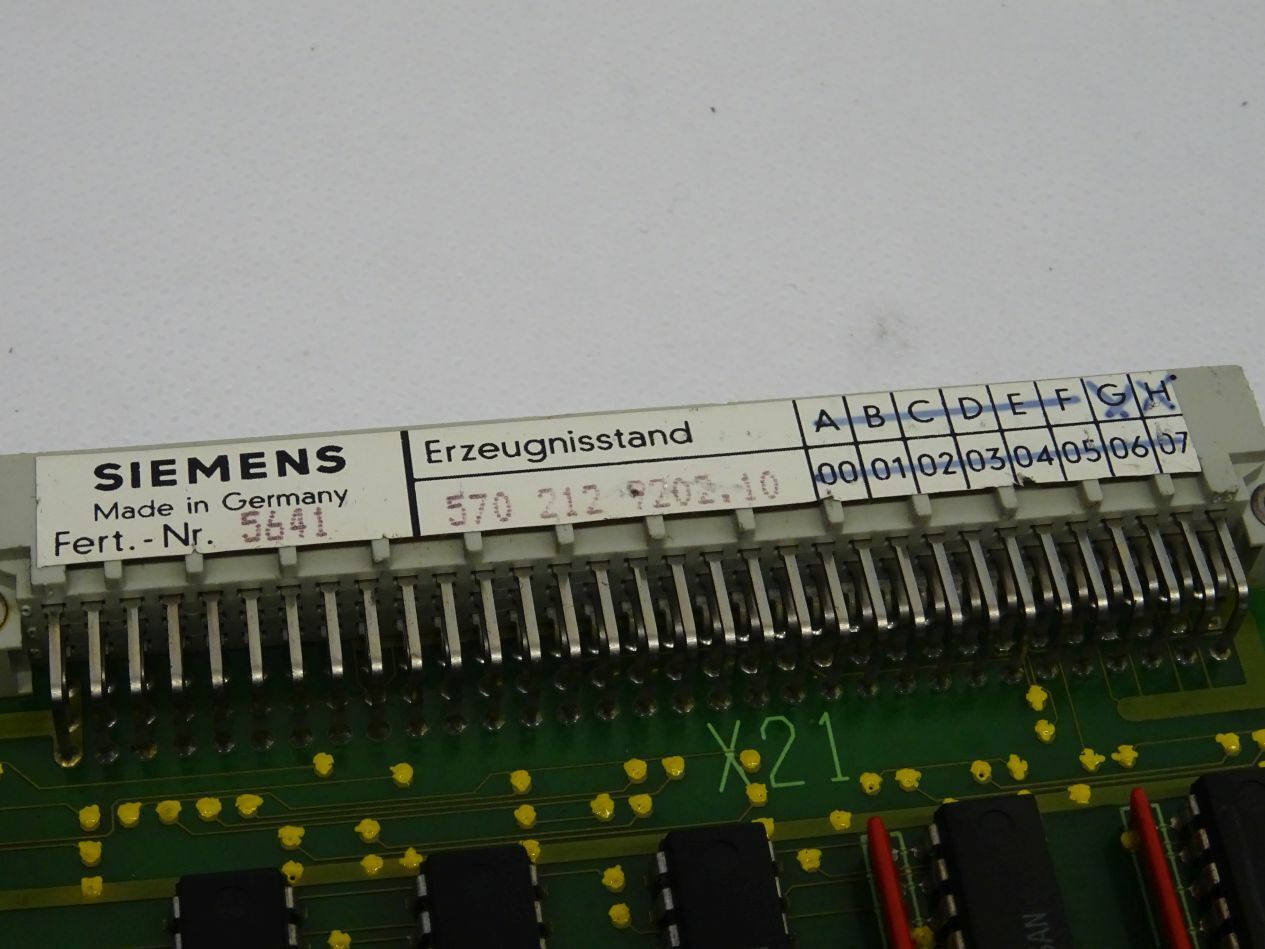 SIEMENS
Made in Germany
Fert.-Nr. 5641
Erzeugnisstand
570 212 9202.10
A B C D E F G H
00 01 02 03 04 05 06 07
X21
AN